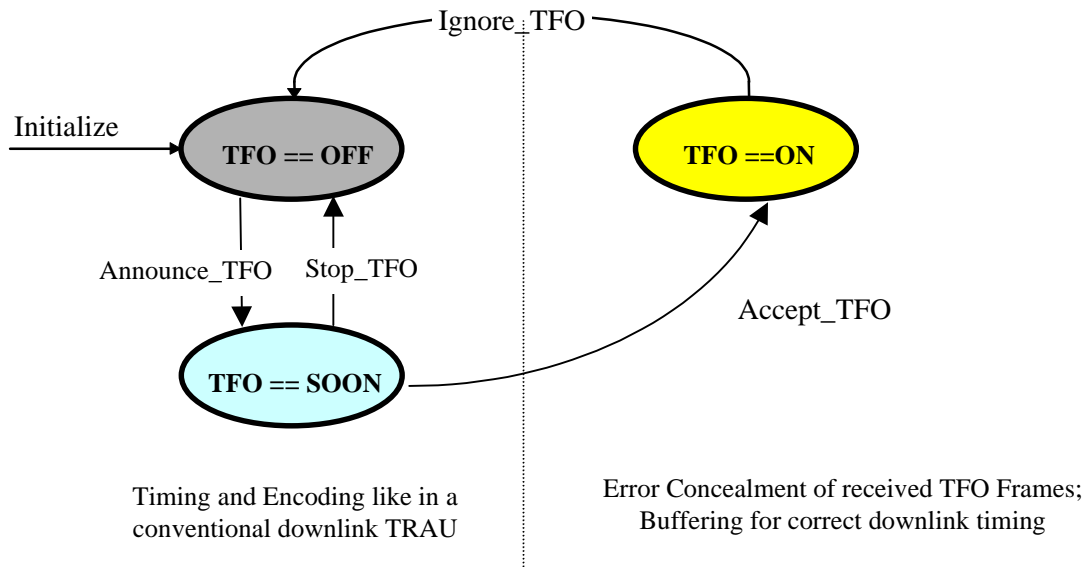 Ignore_TFO
Initialize
TFO == OFF
TFO ==ON
Announce_TFO
Stop_TFO
Accept_TFO
TFO == SOON
Timing and Encoding like in a
conventional downlink TRAU
Error Concealment of received TFO Frames;
Buffering for correct downlink timing